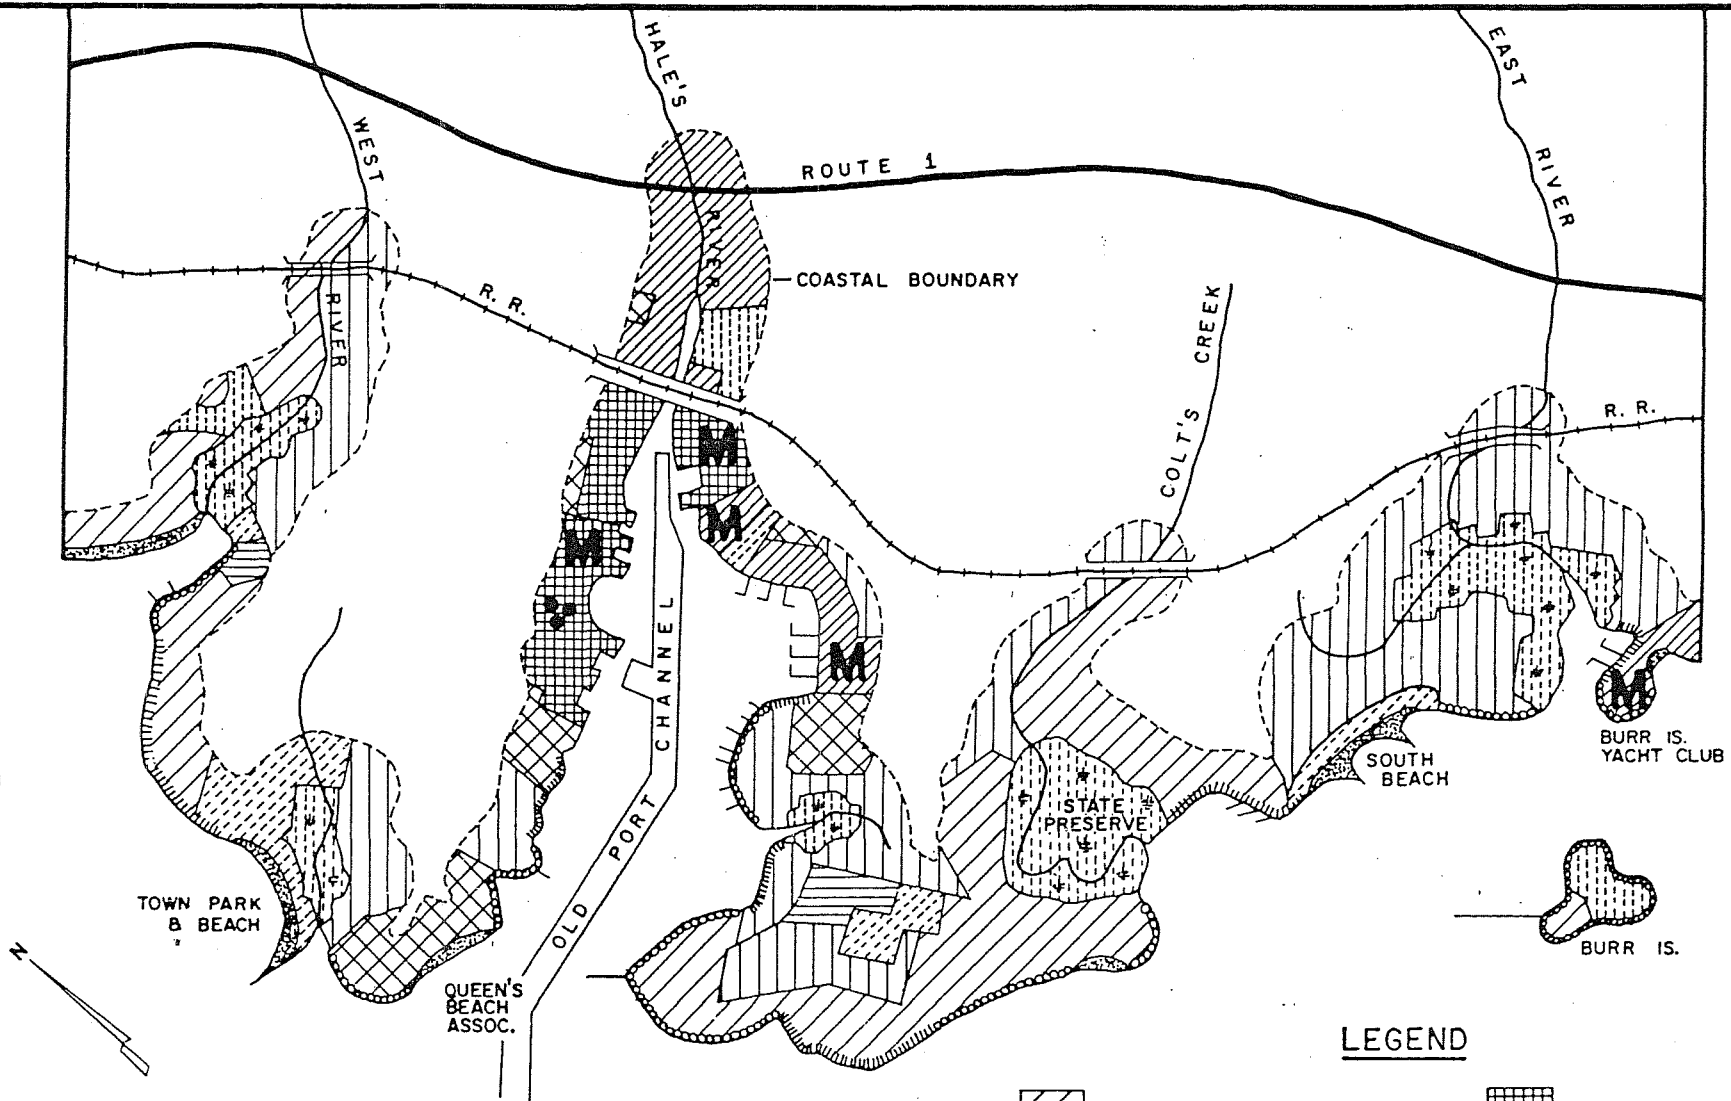 HALE'S
RIVER
EAST
RIVER
WEST
RIVER
ROUTE 1
COASTAL BOUNDARY
R. R.
COLT'S CREEK
R. R.
M
M
M
M
M
OLD PORT CHANNEL
STATE
PRESERVE
SOUTH
BEACH
BURR IS.
YACHT CLUB
TOWN PARK
& BEACH
BURR IS.
N
QUEEN'S
BEACH
ASSOC.
LEGEND